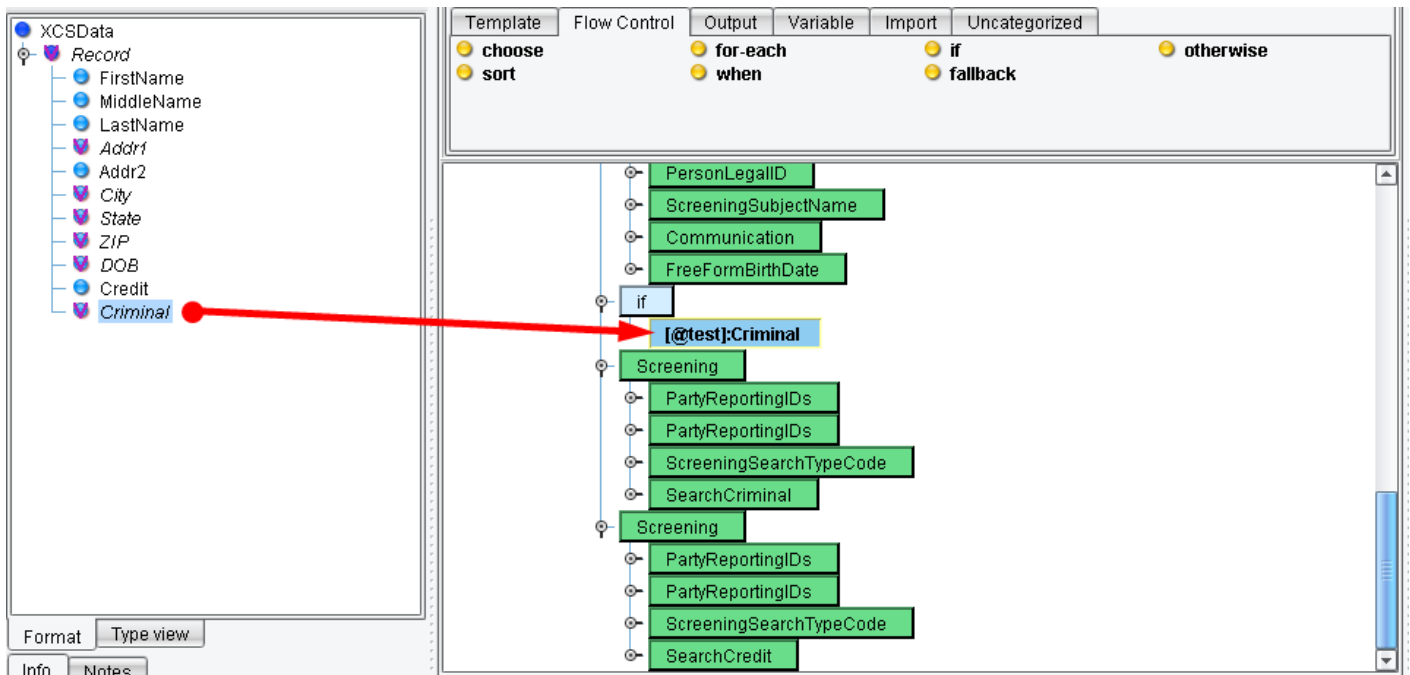 XCSData
Record
FirstName
MiddleName
LastName
Addr1
Addr2
City
State
ZIP
DOB
Credit
Criminal
Format Type view
Info Notes
Template Flow Control Output Variable Import Uncategorized
choose for-each if otherwise
sort when fallback
PersonLegalID
ScreeningSubjectName
Communication
FreeFormBirthDate
if
[@test]:Criminal
Screening
PartyReportingIDs
PartyReportingIDs
ScreeningSearchTypeCode
SearchCriminal
Screening
PartyReportingIDs
PartyReportingIDs
ScreeningSearchTypeCode
SearchCredit